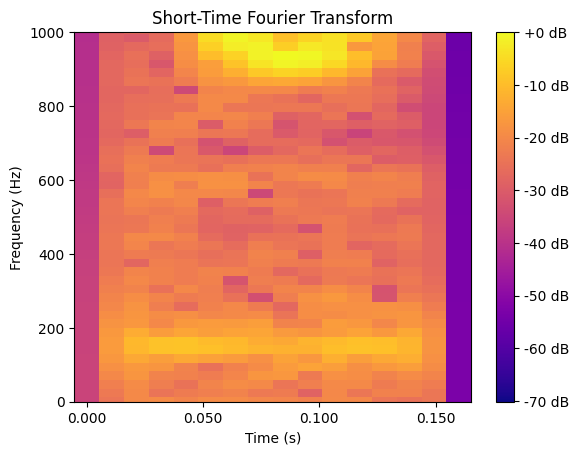 Short-Time Fourier Transform
1000
800
600
400
200
0
Frequency (Hz)
0.000
0.050
0.100
0.150
Time (s)
+0 dB
-10 dB
-20 dB
-30 dB
-40 dB
-50 dB
-60 dB
-70 dB